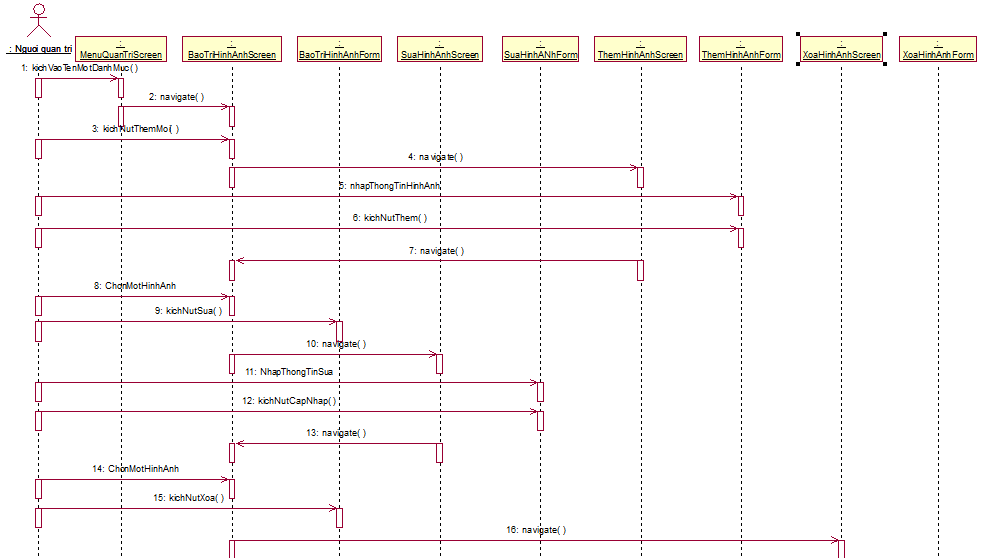 : Nguoi quan tri
:
MenuQuanTriScreen
:
BaoTriHinhAnhScreen
:
BaoTriHinhAnhForm
:
SuaHinhAnhScreen
:
SuaHinhANhForm
:
ThemHinhAnhScreen
:
ThemHinhAnhForm
:
XoaHinhAnhScreen
:
XoaHinhAnhForm
1: kichVaoTenMotDanhMuc( )
2: navigate( )
3: kichNutThemMoi( )
4: navigate( )
5: nhapThongTinHinhAnh
6: kichNutThem( )
7: navigate( )
8: ChonMotHinhAnh
9: kichNutSua( )
10: navigate( )
11: NhapThongTinSua
12: kichNutCapNhap( )
13: navigate( )
14: ChonMotHinhAnh
15: kichNutXoa( )
16: navigate( )